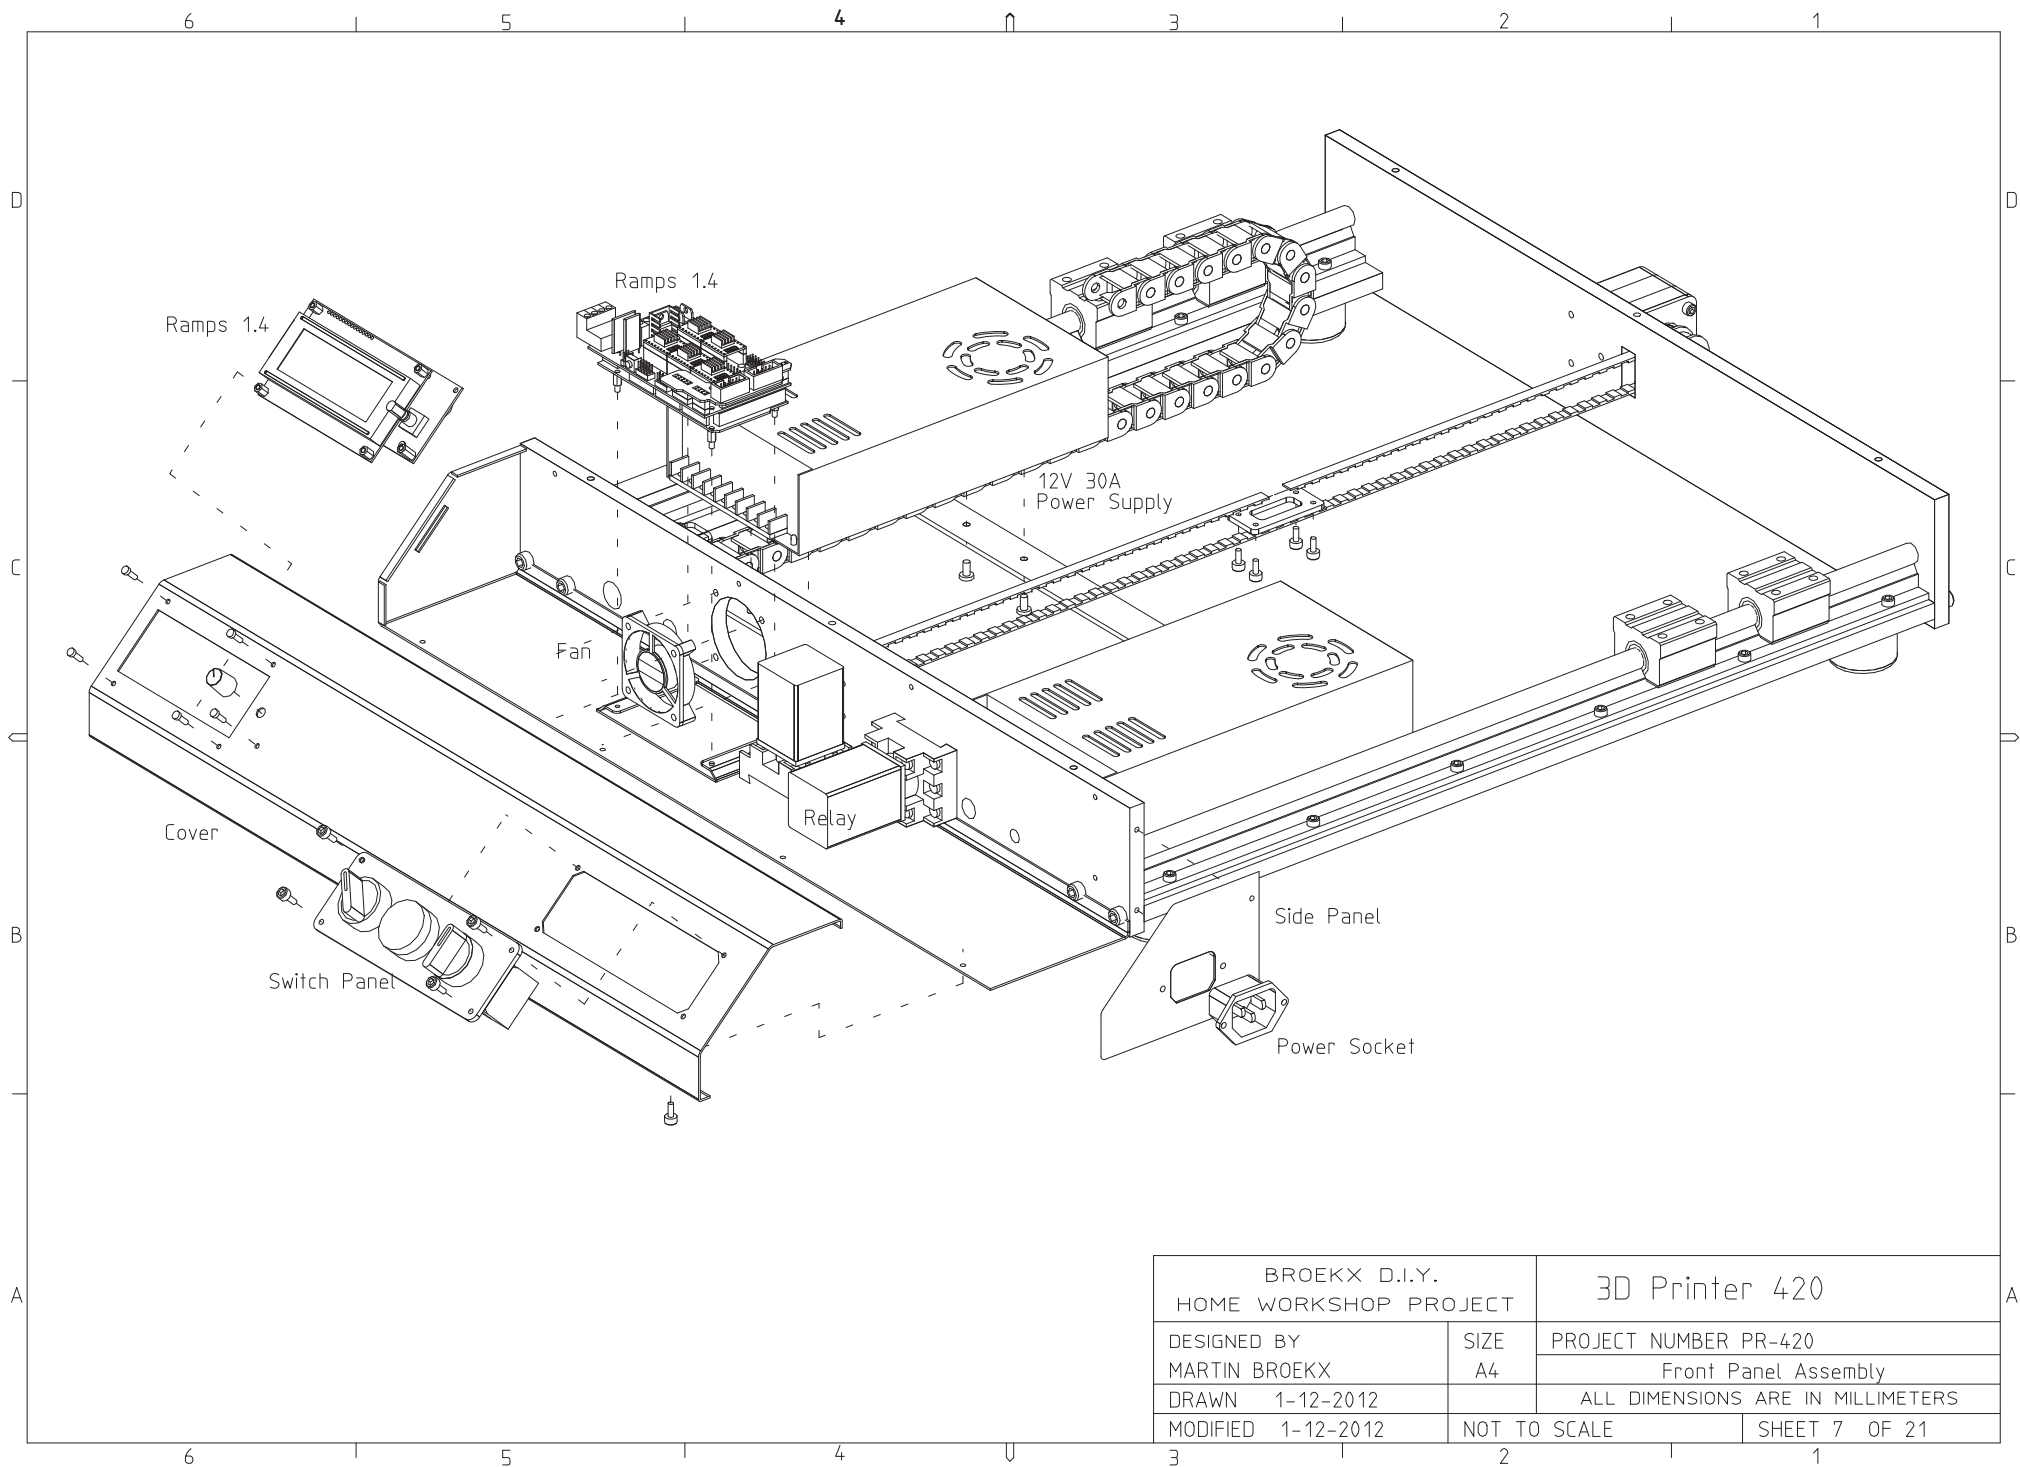 6 5 4 3 2 1
D D
Ramps 1.4
Ramps 1.4
12V 30A
Power Supply
C C
Fan
Relay
Cover
Side Panel
B B
Switch Panel
Power Socket
BROEKX D.I.Y.
HOME WORKSHOP PROJECT
3D Printer 420
A A
DESIGNED BY
MARTIN BROEKX
SIZE
A4
PROJECT NUMBER PR-420
Front Panel Assembly
DRAWN 1-12-2012
ALL DIMENSIONS ARE IN MILLIMETERS
MODIFIED 1-12-2012
NOT TO SCALE
SHEET 7 OF 21
6 5 4 3 2 1